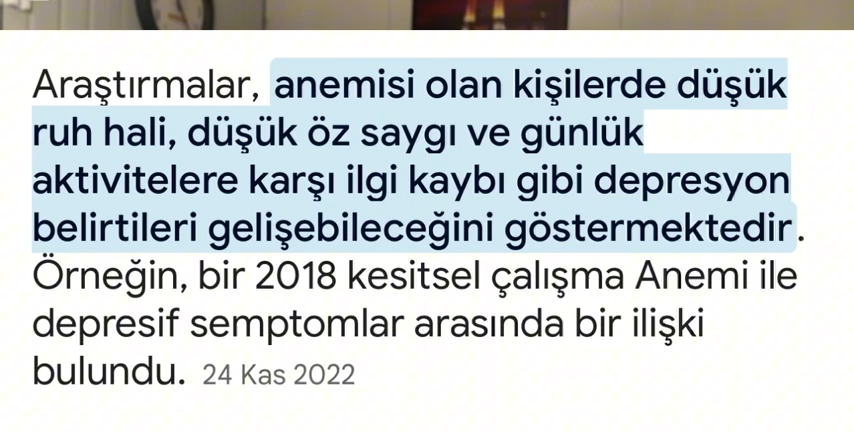 Araştırmalar, anemisi olan kişilerde düşük
ruh hali, düşük öz saygı ve günlük
aktivitelere karşı ilgi kaybı gibi depresyon
belirtileri gelişebileceğini göstermektedir.
Örneğin, bir 2018 kesitsel çalışma Anemi ile
depresif semptomlar arasında bir ilişki
bulundu. 24 Kas 2022